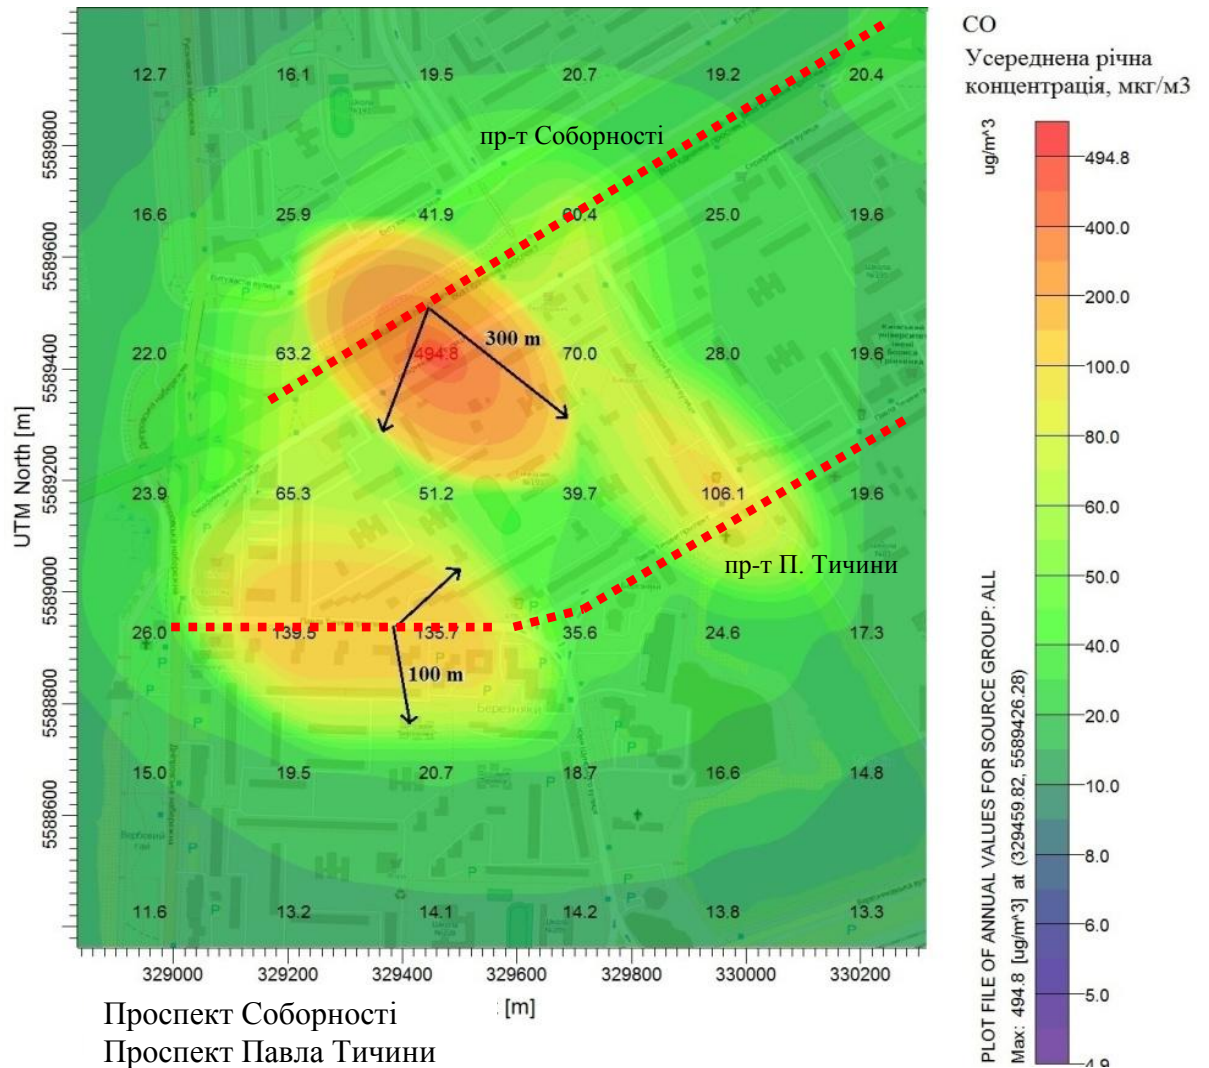 CO
Усереднена річна
концентрація, мкг/м3
ug/m^3
494.8
400.0
200.0
100.0
80.0
60.0
50.0
40.0
20.0
10.0
8.0
6.0
5.0
4.9
PLOT FILE OF ANNUAL VALUES FOR SOURCE GROUP: ALL
Max: 494.8 [ug/m^3] at (329459.82, 5589426.28)
UTM North [m]
5589800
5589600
5589400
5589200
5589000
5588800
5588600
12.7 16.1 19.5 20.7 19.2 20.4
пр-т Соборності
16.6 25.9 41.9 60.4 25.0 19.6
300 m
22.0 63.2 494.8 70.0 28.0 19.6
23.9 65.3 51.2 39.7 106.1 19.6
пр-т П. Тичини
26.0 139.5 135.7 35.6 24.6 17.3
100 m
Березняки
15.0 19.5 20.7 18.7 16.6 14.8
Вербовий
гай
11.6 13.2 14.1 14.2 13.8 13.3
329000 329200 329400 329600 329800 330000 330200
[m]
Проспект Соборності
Проспект Павла Тичини